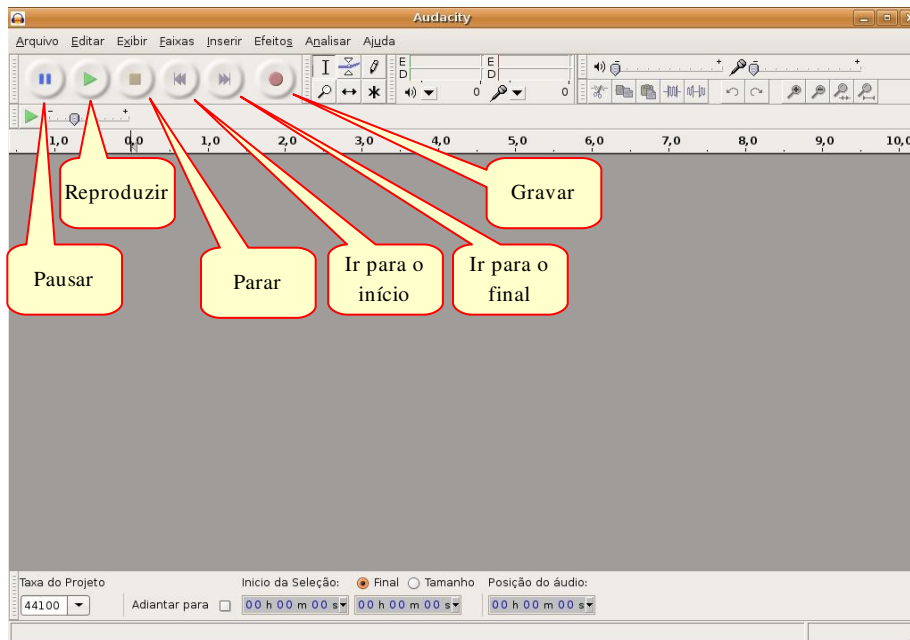 Audacity
Arquivo Editar Exibir Faixas Inserir Efeitos Analisar Ajuda
E E
D D
0 0
1,0 0,0 1,0 2,0 3,0 4,0 5,0 6,0 7,0 8,0 9,0 10,0
Reproduzir
Gravar
Pausar
Parar
Ir para o
início
Ir para o
final
Taxa do Projeto Inicio da Seleção: Final Tamanho Posição do áudio:
44100 Adiantar para 00 h 00 m 00 s 00 h 00 m 00 s 00 h 00 m 00 s